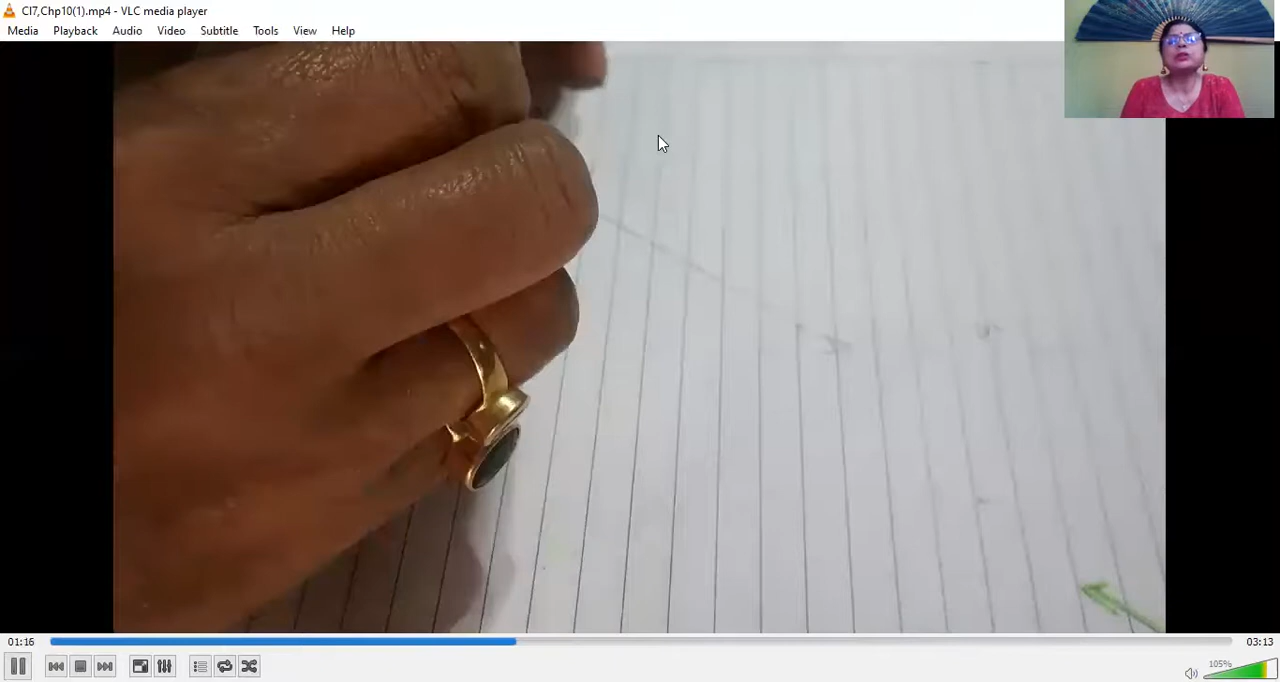 Cl7,Chp10(1).mp4 - VLC media player
Media Playback Audio Video Subtitle Tools View Help
01:16
03:13
105%